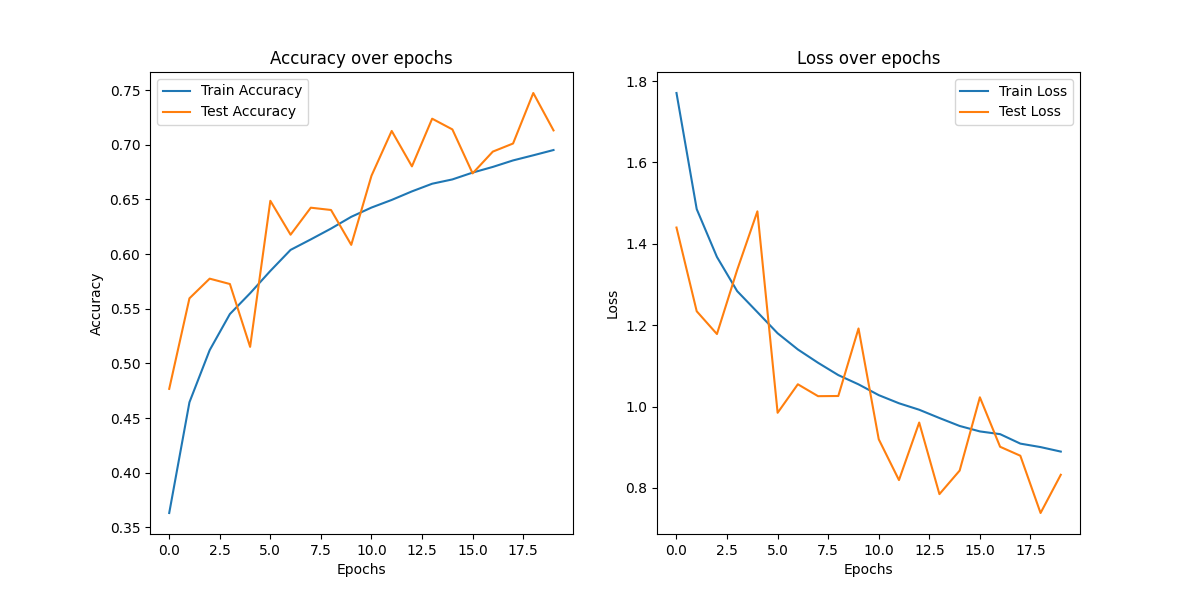 Accuracy over epochs
Train Accuracy
Test Accuracy
0.75
0.70
0.65
0.60
0.55
0.50
0.45
0.40
0.35
Accuracy
0.0 2.5 5.0 7.5 10.0 12.5 15.0 17.5
Epochs
Loss over epochs
Train Loss
Test Loss
1.8
1.6
1.4
1.2
1.0
0.8
Loss
0.0 2.5 5.0 7.5 10.0 12.5 15.0 17.5
Epochs